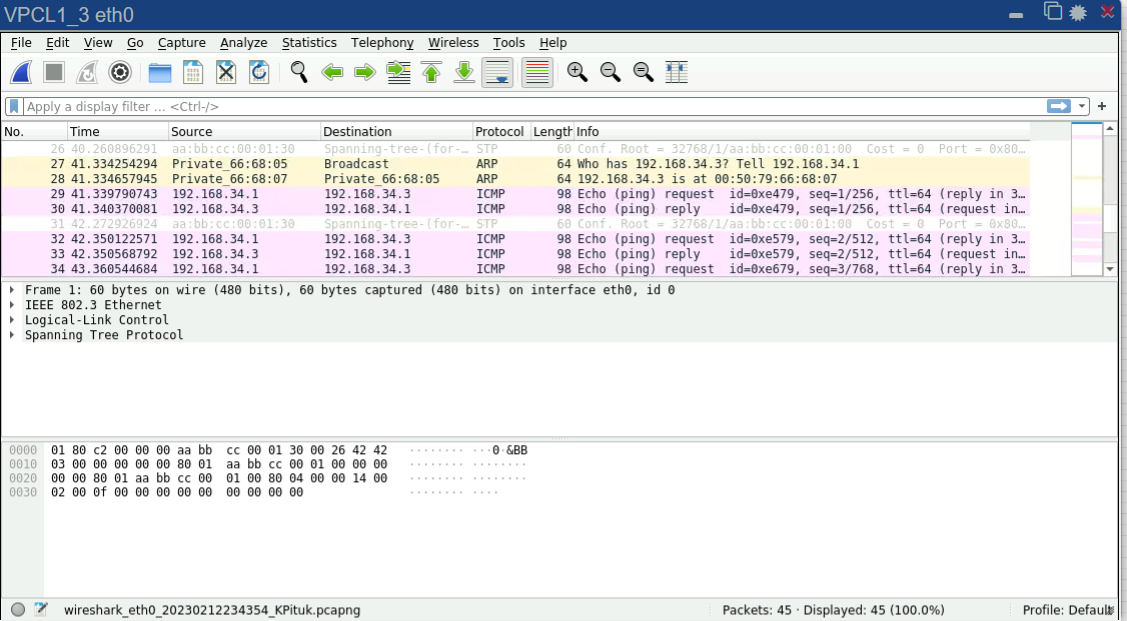 VPCL1_3 eth0
File Edit View Go Capture Analyze Statistics Telephony Wireless Tools Help
Apply a display filter ... <Ctrl-/>
No. Time Source Destination Protocol Length Info
26 40.260896291 aa:bb:cc:00:01:30 Spanning-tree-(for-… STP 60 Conf. Root = 32768/1/aa:bb:cc:00:01:00 Cost = 0 Port = 0x80…
27 41.334254294 Private_66:68:05 Broadcast ARP 64 Who has 192.168.34.3? Tell 192.168.34.1
28 41.334657945 Private_66:68:07 Private_66:68:05 ARP 64 192.168.34.3 is at 00:50:79:66:68:07
29 41.339790743 192.168.34.1 192.168.34.3 ICMP 98 Echo (ping) request id=0xe479, seq=1/256, ttl=64 (reply in 3…
30 41.340370081 192.168.34.3 192.168.34.1 ICMP 98 Echo (ping) reply id=0xe479, seq=1/256, ttl=64 (request in…
31 42.272926924 aa:bb:cc:00:01:30 Spanning-tree-(for-… STP 60 Conf. Root = 32768/1/aa:bb:cc:00:01:00 Cost = 0 Port = 0x80…
32 42.350122571 192.168.34.1 192.168.34.3 ICMP 98 Echo (ping) request id=0xe579, seq=2/512, ttl=64 (reply in 3…
33 42.350568792 192.168.34.3 192.168.34.1 ICMP 98 Echo (ping) reply id=0xe579, seq=2/512, ttl=64 (request in…
34 43.360544684 192.168.34.1 192.168.34.3 ICMP 98 Echo (ping) request id=0xe679, seq=3/768, ttl=64 (reply in 3…
Frame 1: 60 bytes on wire (480 bits), 60 bytes captured (480 bits) on interface eth0, id 0
IEEE 802.3 Ethernet
Logical-Link Control
Spanning Tree Protocol
0000 01 80 c2 00 00 00 aa bb cc 00 01 30 00 26 42 42 ········ ···0·&BB
0010 03 00 00 00 00 00 80 01 aa bb cc 00 01 00 00 00 ········ ········
0020 00 00 80 01 aa bb cc 00 01 00 80 04 00 00 14 00 ········ ········
0030 02 00 0f 00 00 00 00 00 00 00 00 00 ········ ····
wireshark_eth0_20230212234354_KPituk.pcapng Packets: 45 · Displayed: 45 (100.0%) Profile: Default